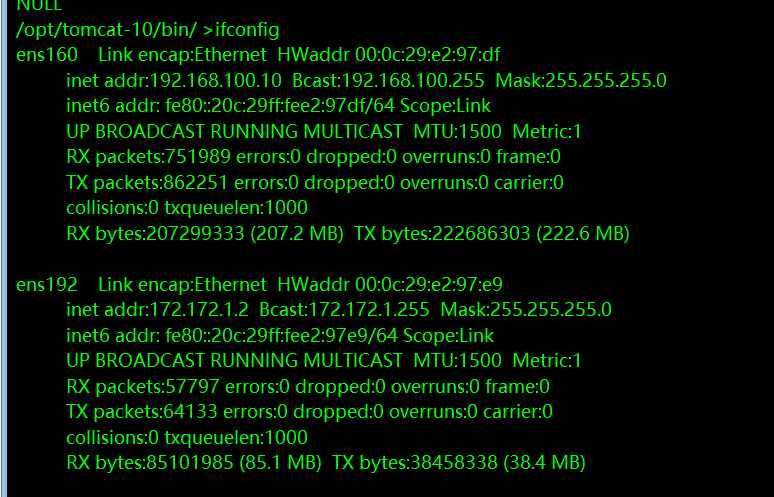 NULL
/opt/tomcat-10/bin/ >ifconfig
ens160 Link encap:Ethernet HWaddr 00:0c:29:e2:97:df
inet addr:192.168.100.10 Bcast:192.168.100.255 Mask:255.255.255.0
inet6 addr: fe80::20c:29ff:fee2:97df/64 Scope:Link
UP BROADCAST RUNNING MULTICAST MTU:1500 Metric:1
RX packets:751989 errors:0 dropped:0 overruns:0 frame:0
TX packets:862251 errors:0 dropped:0 overruns:0 carrier:0
collisions:0 txqueuelen:1000
RX bytes:207299333 (207.2 MB) TX bytes:222686303 (222.6 MB)
ens192 Link encap:Ethernet HWaddr 00:0c:29:e2:97:e9
inet addr:172.172.1.2 Bcast:172.172.1.255 Mask:255.255.255.0
inet6 addr: fe80::20c:29ff:fee2:97e9/64 Scope:Link
UP BROADCAST RUNNING MULTICAST MTU:1500 Metric:1
RX packets:57797 errors:0 dropped:0 overruns:0 frame:0
TX packets:64133 errors:0 dropped:0 overruns:0 carrier:0
collisions:0 txqueuelen:1000
RX bytes:85101985 (85.1 MB) TX bytes:38458338 (38.4 MB)